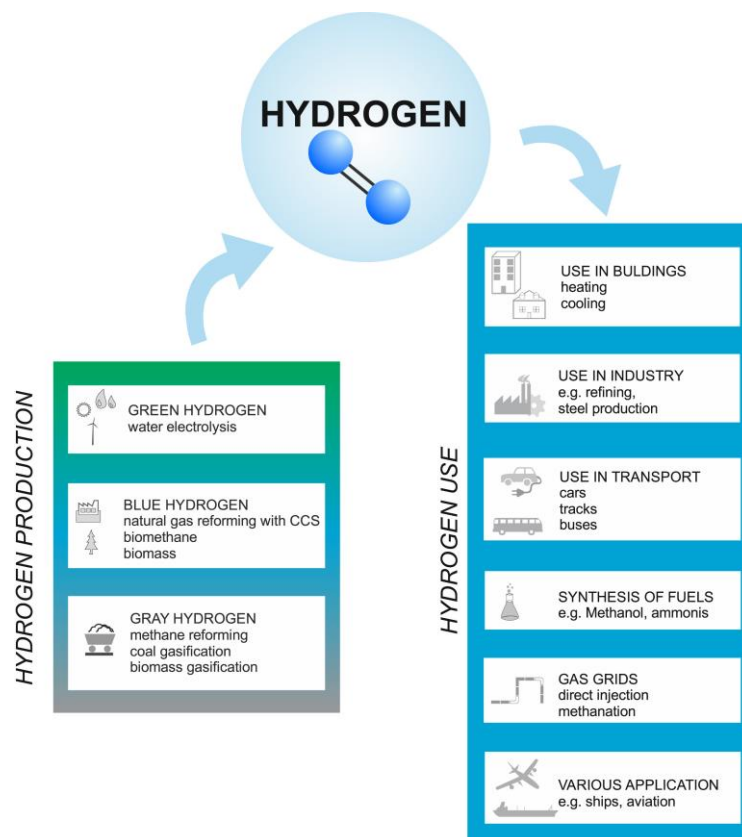 HYDROGEN
HYDROGEN PRODUCTION
GREEN HYDROGEN
water electrolysis
BLUE HYDROGEN
natural gas reforming with CCS
biomethane
biomass
GRAY HYDROGEN
methane reforming
coal gasification
biomass gasification
HYDROGEN USE
USE IN BULDINGS
heating
cooling
USE IN INDUSTRY
e.g. refining,
steel production
USE IN TRANSPORT
cars
tracks
buses
SYNTHESIS OF FUELS
e.g. Methanol, ammonis
GAS GRIDS
direct injection
methanation
VARIOUS APPLICATION
e.g. ships, aviation